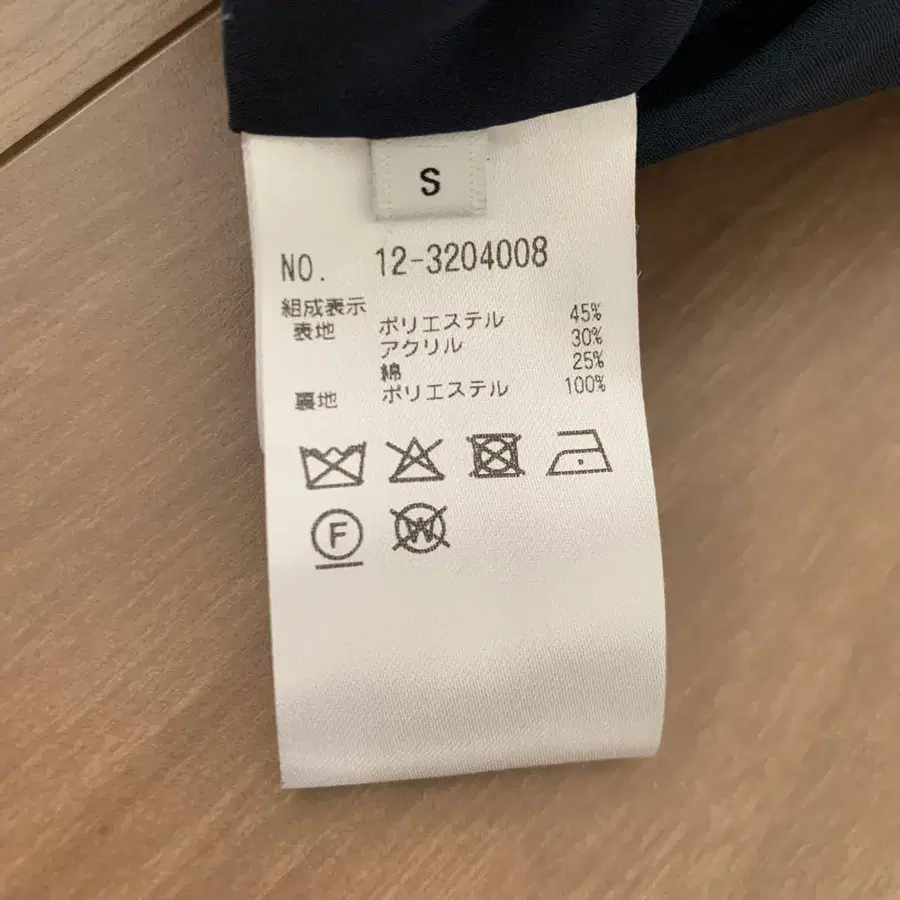 S
NO. 12-3204008
組成表示
表地 ポリエステル 45%
アクリル 30%
綿 25%
裏地 ポリエステル 100%
F
W